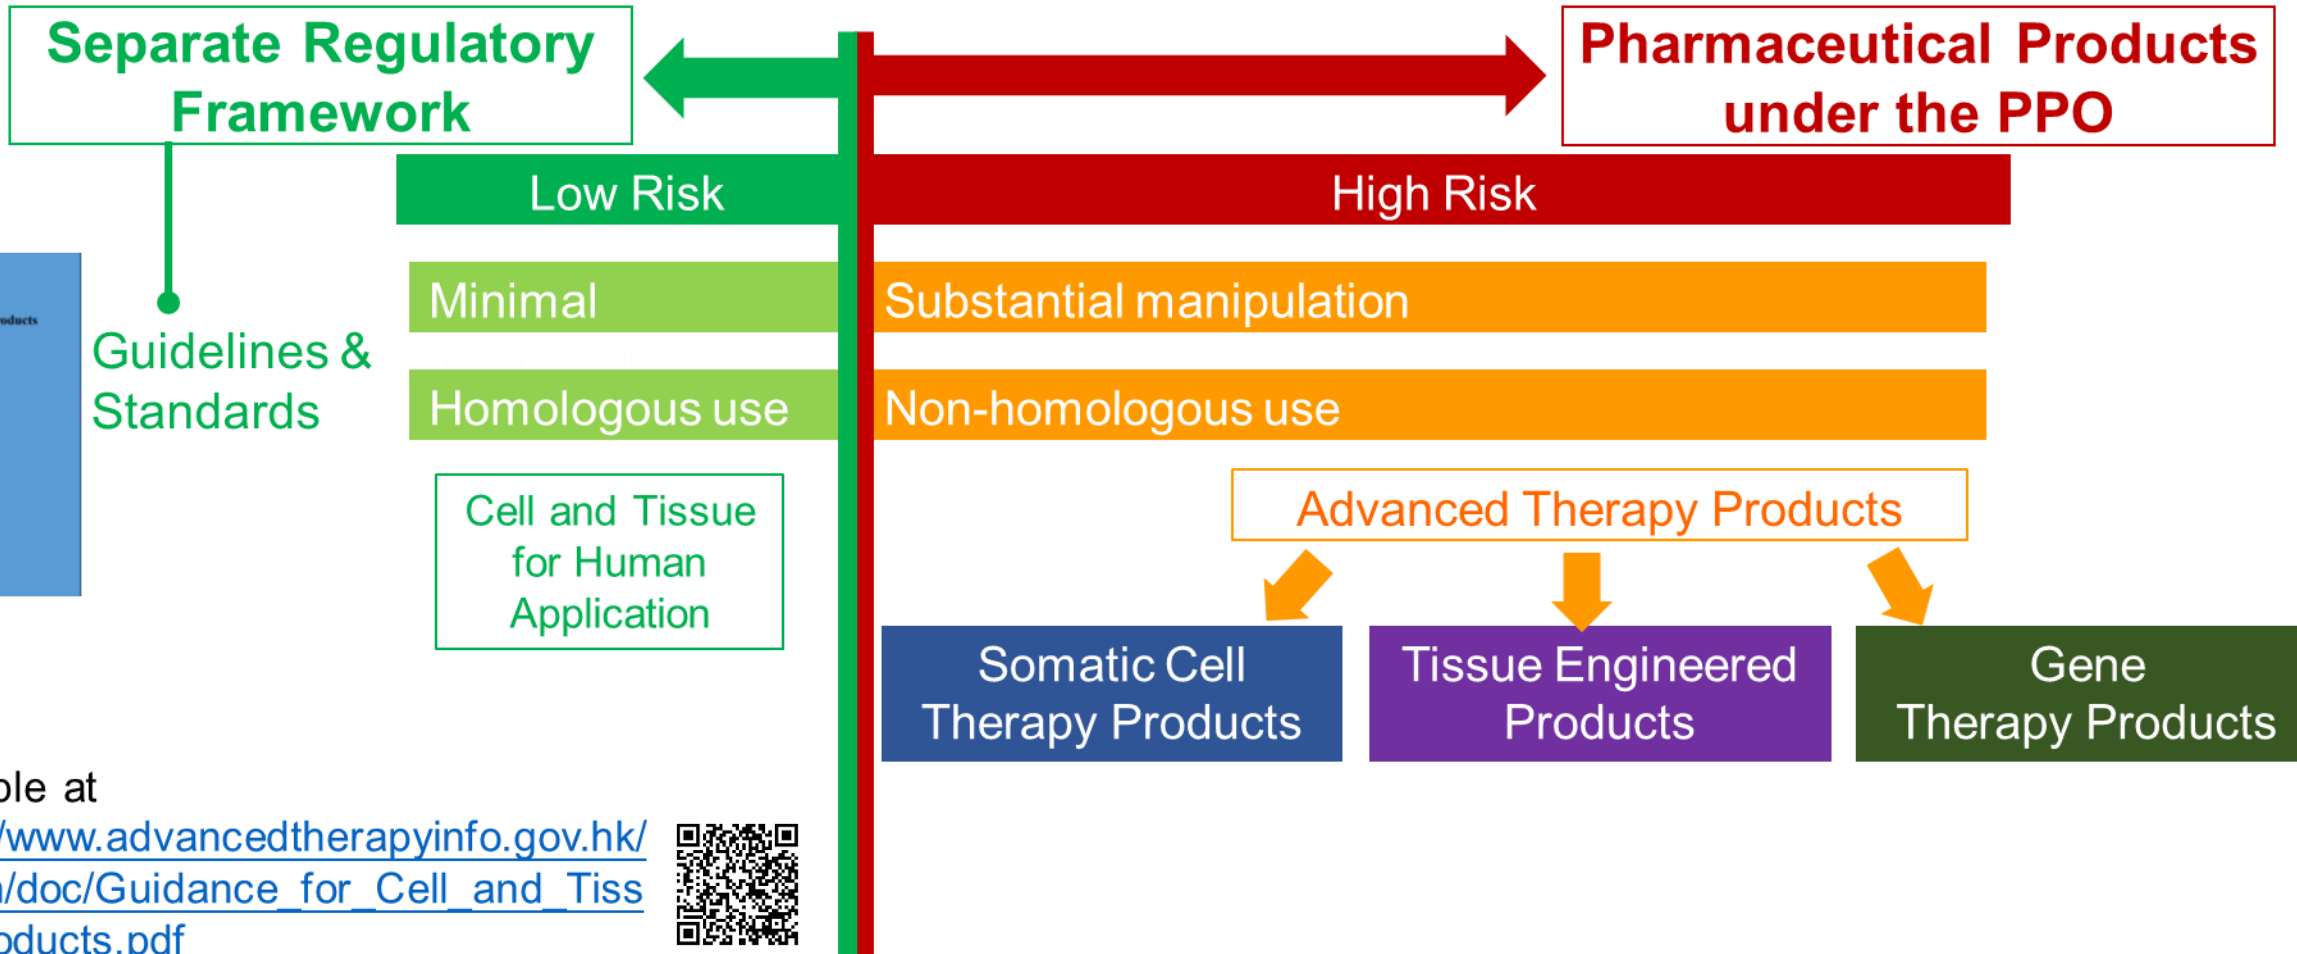 Separate Regulatory
Framework
Pharmaceutical Products
under the PPO
Low Risk
High Risk
Minimal
Substantial manipulation
Homologous use
Non-homologous use
oducts
Guidelines &
Standards
Cell and Tissue
for Human
Application
Advanced Therapy Products
Somatic Cell
Therapy Products
Tissue Engineered
Products
Gene
Therapy Products
ble at
/www.advancedtherapyinfo.gov.hk/
/doc/Guidance_for_Cell_and_Tiss
oducts.pdf